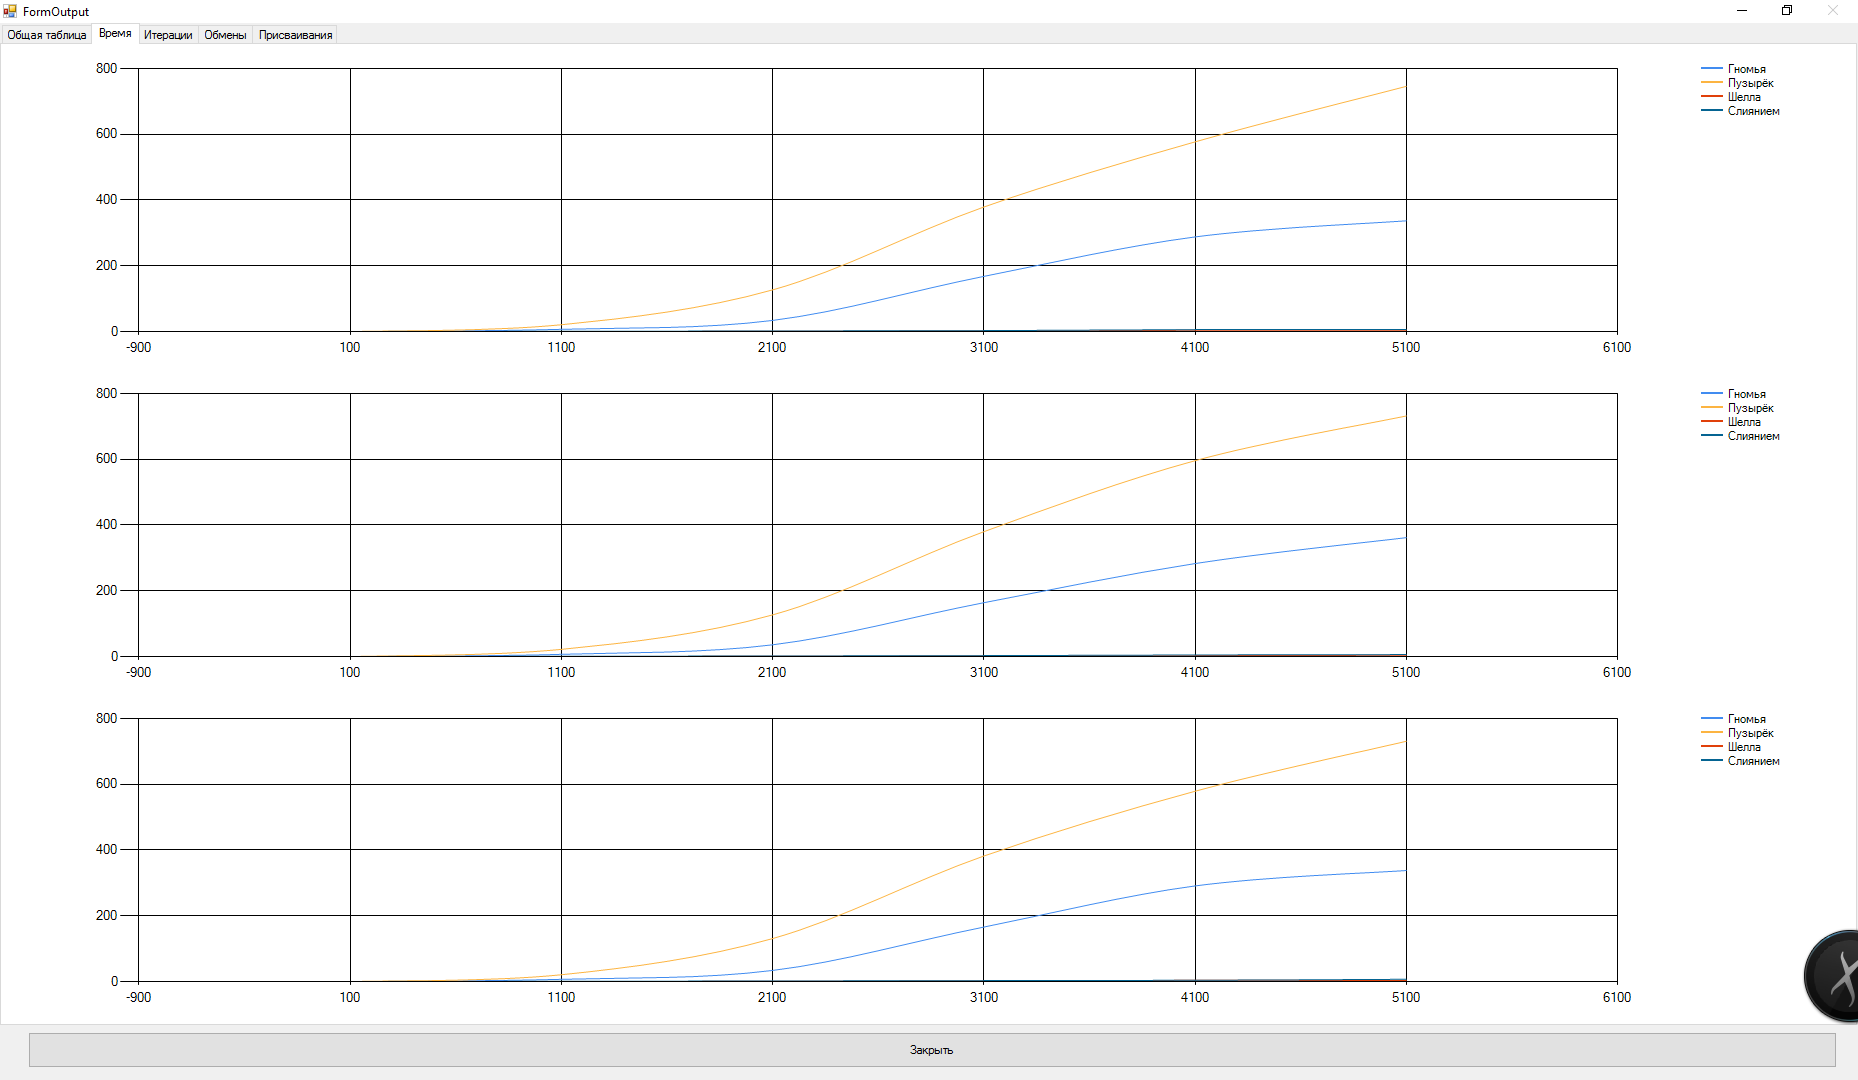 FormOutput
Общая таблица Время Итерации Обмены Присваивания
800
600
400
200
0
-900 100 1100 2100 3100 4100 5100 6100
Гномья
Пузырёк
Шелла
Слиянием
800
600
400
200
0
-900 100 1100 2100 3100 4100 5100 6100
Гномья
Пузырёк
Шелла
Слиянием
800
600
400
200
0
-900 100 1100 2100 3100 4100 5100 6100
Гномья
Пузырёк
Шелла
Слиянием
Закрыть